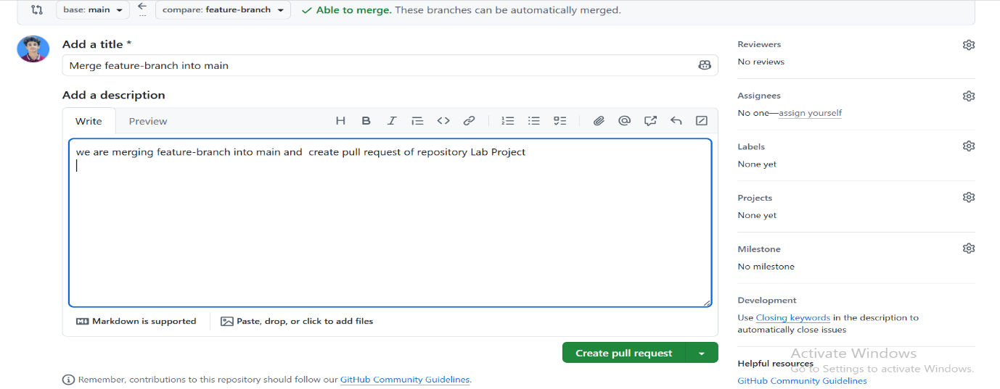 base: main
...
compare: feature-branch
Able to merge. These branches can be automatically merged.
Add a title *
Merge feature-branch into main
Add a description
Write
Preview
H B I
we are merging feature-branch into main and  create pull request of repository Lab Project
Markdown is supported
Paste, drop, or click to add files
Create pull request
Remember, contributions to this repository should follow our GitHub Community Guidelines.
Reviewers
No reviews
Assignees
No one—assign yourself
Labels
None yet
Projects
None yet
Milestone
No milestone
Development
Use Closing keywords in the description to
automatically close issues
Helpful resources
GitHub Community Guidelines
Activate Windows
Go to Settings to activate Windows.